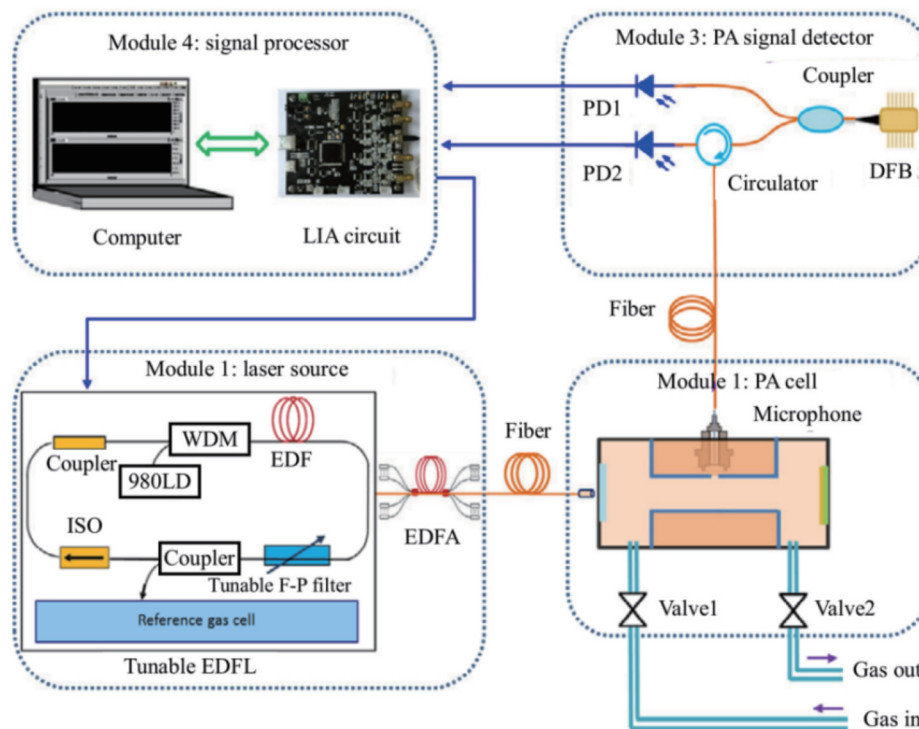 Module 4: signal processor
Computer
LIA circuit
Module 3: PA signal detector
Coupler
PD1
PD2
Circulator
DFB
Fiber
Module 1: laser source
WDM
EDF
Coupler
980LD
ISO
Coupler
Tunable F-P filter
Reference gas cell
Tunable EDFL
EDFA
Fiber
Module 1: PA cell
Microphone
Valve1
Valve2
Gas out
Gas in